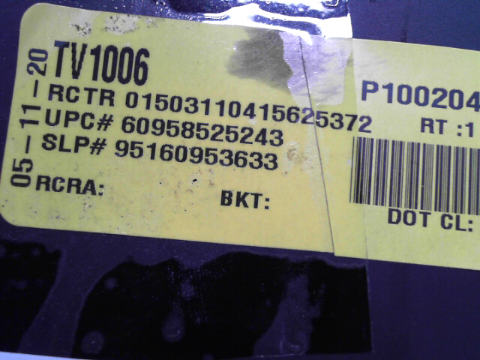 05-11-20
TV1006
RCTR 01503110415625372
UPC# 60958525243
SLP# 95160953633
RCRA:
BKT:
P100204
RT :1
DOT CL: